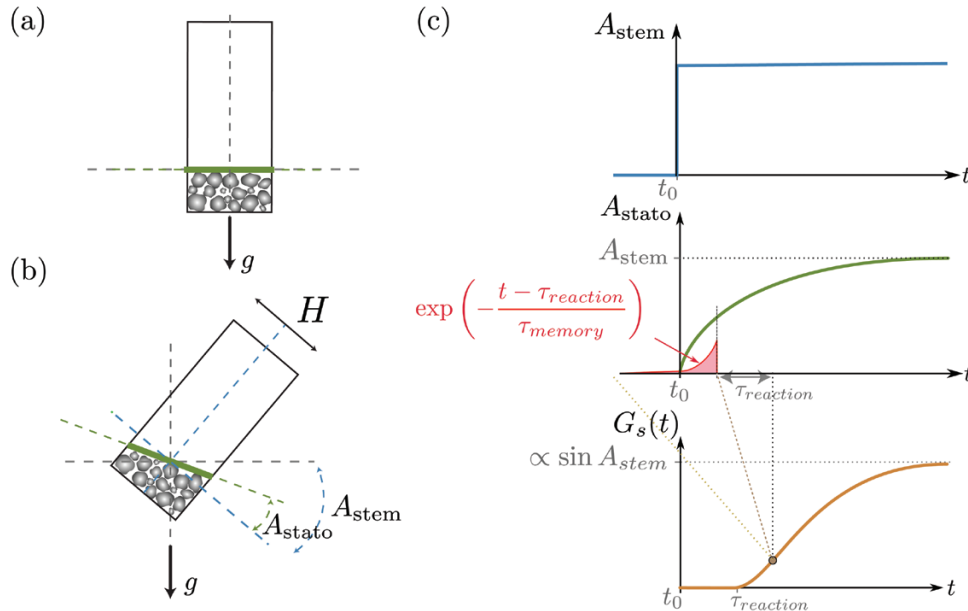 (a)
g
(b)
H
A_stato
A_stem
g
(c)
A_stem
t_0
t
A_stato
A_stem
exp(−(t − τ_reaction)/τ_memory)
t_0
τ_reaction
t
G_s(t)
∝ sin A_stem
t_0
τ_reaction
t